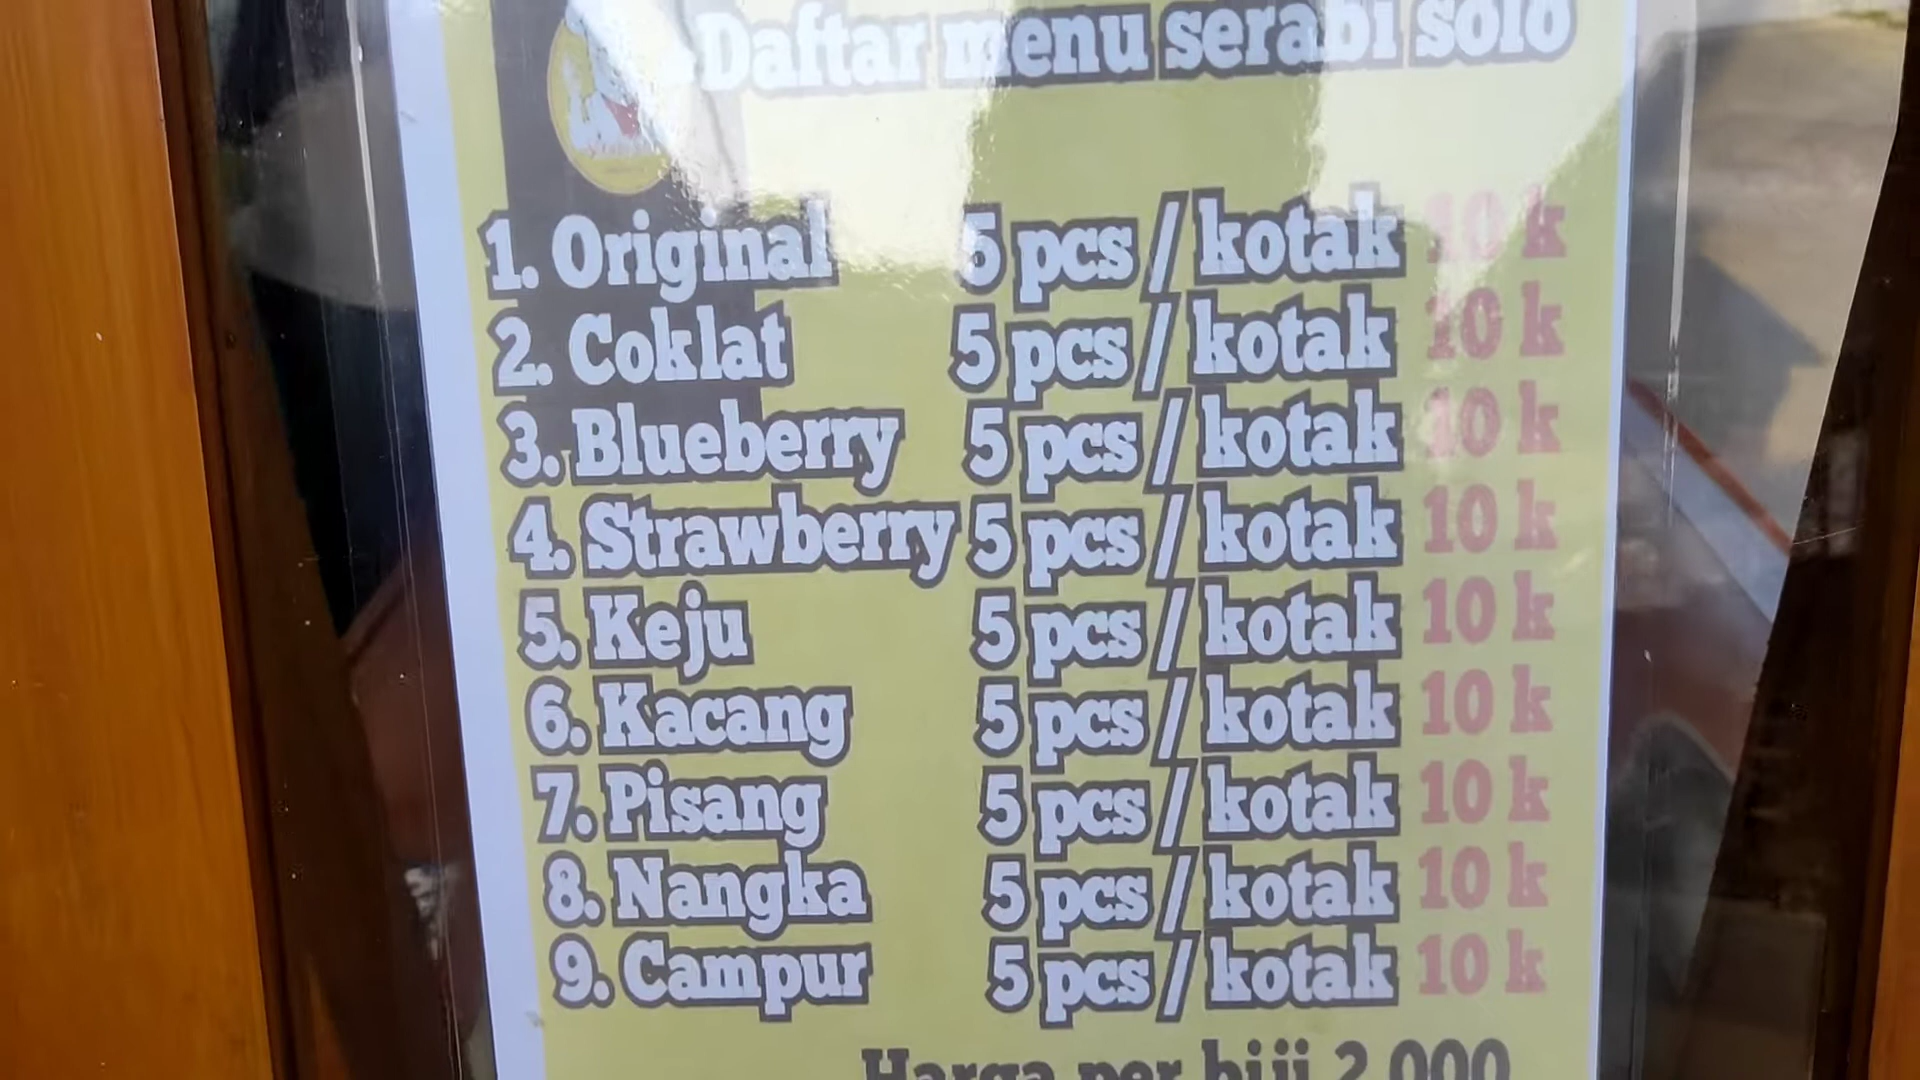 Daftar menu serabi solo
1. Original 5 pcs / kotak 10 k
2. Coklat 5 pcs / kotak 10 k
3. Blueberry 5 pcs / kotak 10 k
4. Strawberry 5 pcs / kotak 10 k
5. Keju 5 pcs / kotak 10 k
6. Kacang 5 pcs / kotak 10 k
7. Pisang 5 pcs / kotak 10 k
8. Nangka 5 pcs / kotak 10 k
9. Campur 5 pcs / kotak 10 k
Harga per biji 2.000